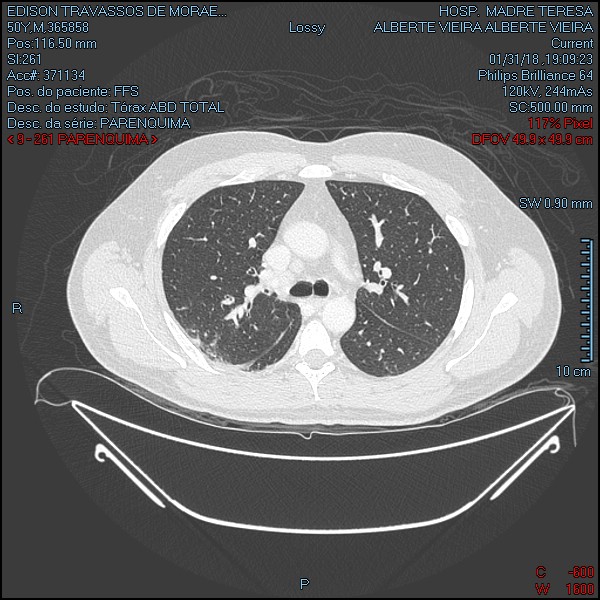 EDISON TRAVASSOS DE MORAE...
50Y,M,365858
Pos:116.50 mm
Sl:261
Acc#: 371134
Pos. do paciente: FFS
Desc. do estudo: Tórax ABD TOTAL
Desc. da série: PARENQUIMA
< 9 - 261 PARENQUIMA >
Lossy
HOSP. MADRE TERESA
ALBERTE VIEIRA ALBERTE VIEIRA
Current
01/31/18 ,19:09:23
Philips Brilliance 64
120kV, 244mAs
SC:500.00 mm
117% Pixel
DFOV 49.9 x 49.9 cm
SW 0.90 mm
R
10 cm
P
C -600
W 1600